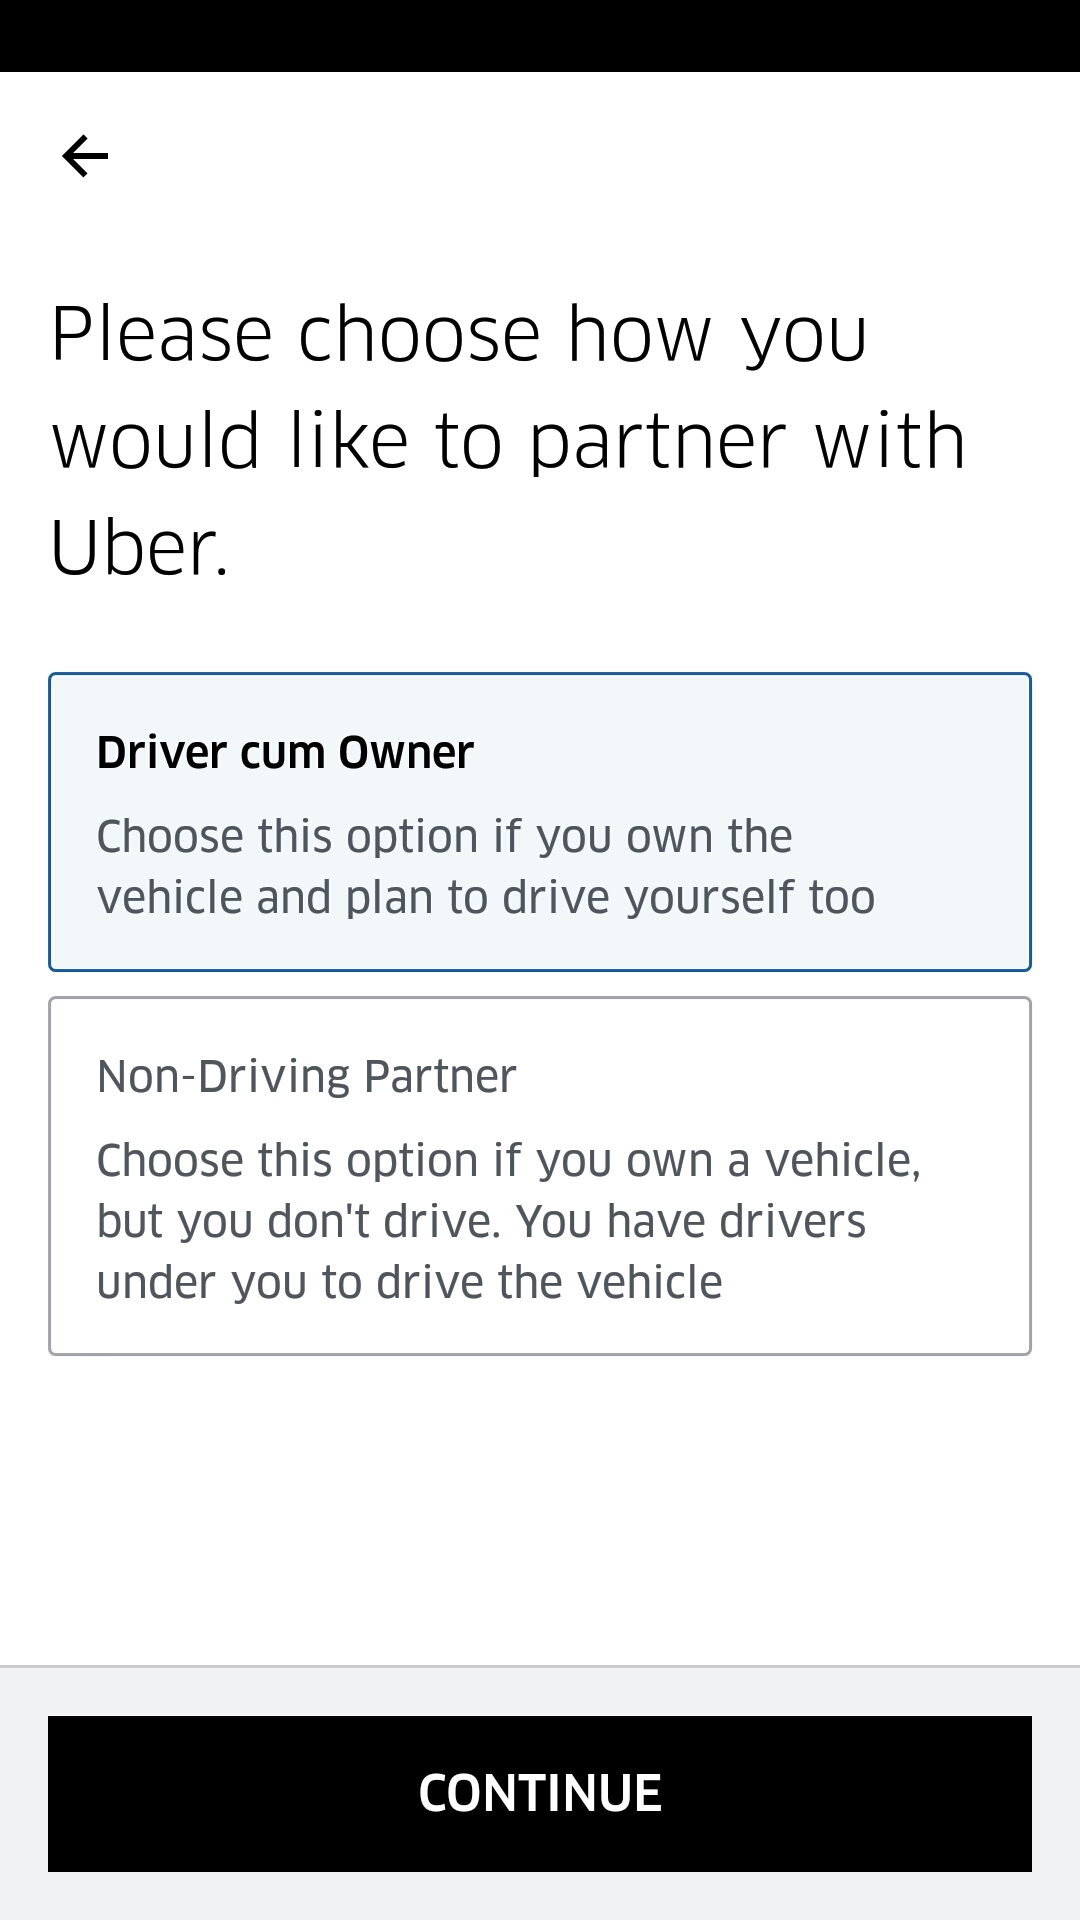 Please choose how you
would like to partner with
Uber.
Driver cum Owner
Choose this option if you own the
vehicle and plan to drive yourself too
Non-Driving Partner
Choose this option if you own a vehicle,
but you don't drive. You have drivers
under you to drive the vehicle
CONTINUE